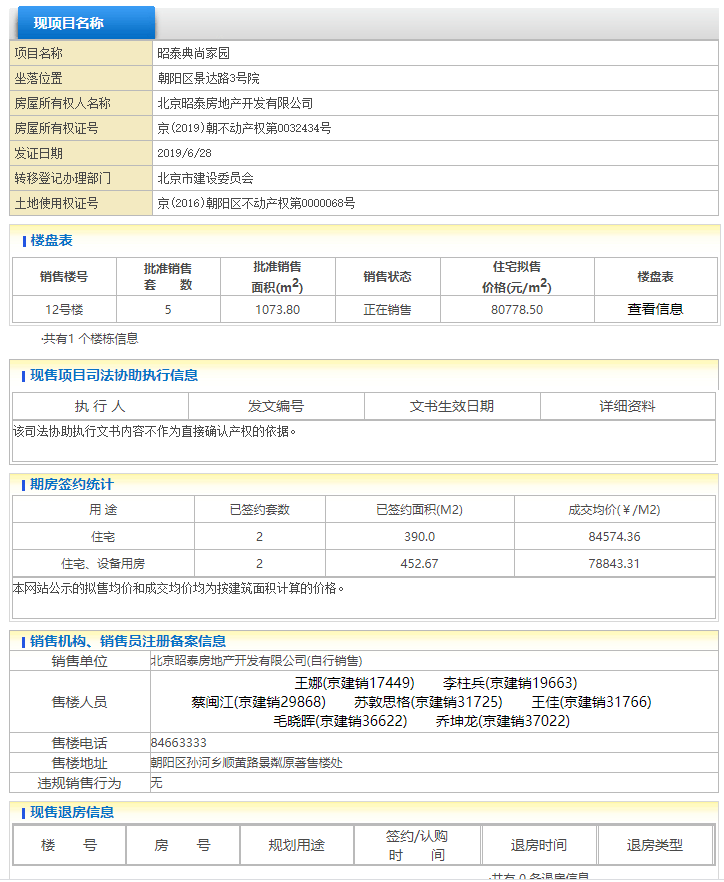 现项目名称
项目名称 昭泰典尚家园
坐落位置 朝阳区景达路3号院
房屋所有权人名称 北京昭泰房地产开发有限公司
房屋所有权证号 京(2019)朝不动产权第0032434号
发证日期 2019/6/28
转移登记办理部门 北京市建设委员会
土地使用权证号 京(2016)朝阳区不动产权第0000068号
楼盘表
销售楼号 批准销售套 数 批准销售面积(m2) 销售状态 住宅拟售价格(元/m2) 楼盘表
12号楼 5 1073.80 正在销售 80778.50 查看信息
·共有1 个楼栋信息
现售项目司法协助执行信息
执 行 人 发文编号 文书生效日期 详细资料
该司法协助执行文书内容不作为直接确认产权的依据。
期房签约统计
用 途 已签约套数 已签约面积(M2) 成交均价(￥/M2)
住宅 2 390.0 84574.36
住宅、设备用房 2 452.67 78843.31
本网站公示的拟售均价和成交均价均为按建筑面积计算的价格。
销售机构、销售员注册备案信息
销售单位 北京昭泰房地产开发有限公司(自行销售)
售楼人员 王娜(京建销17449) 李柱兵(京建销19663)
蔡闽江(京建销29868) 苏敦思格(京建销31725) 王佳(京建销31766)
毛晓晖(京建销36622) 乔坤龙(京建销37022)
售楼电话 84663333
售楼地址 朝阳区孙河乡顺黄路景粼原著售楼处
违规销售行为 无
现售退房信息
楼 号 房 号 规划用途 签约/认购时 间 退房时间 退房类型
·共有 0 条退房信息